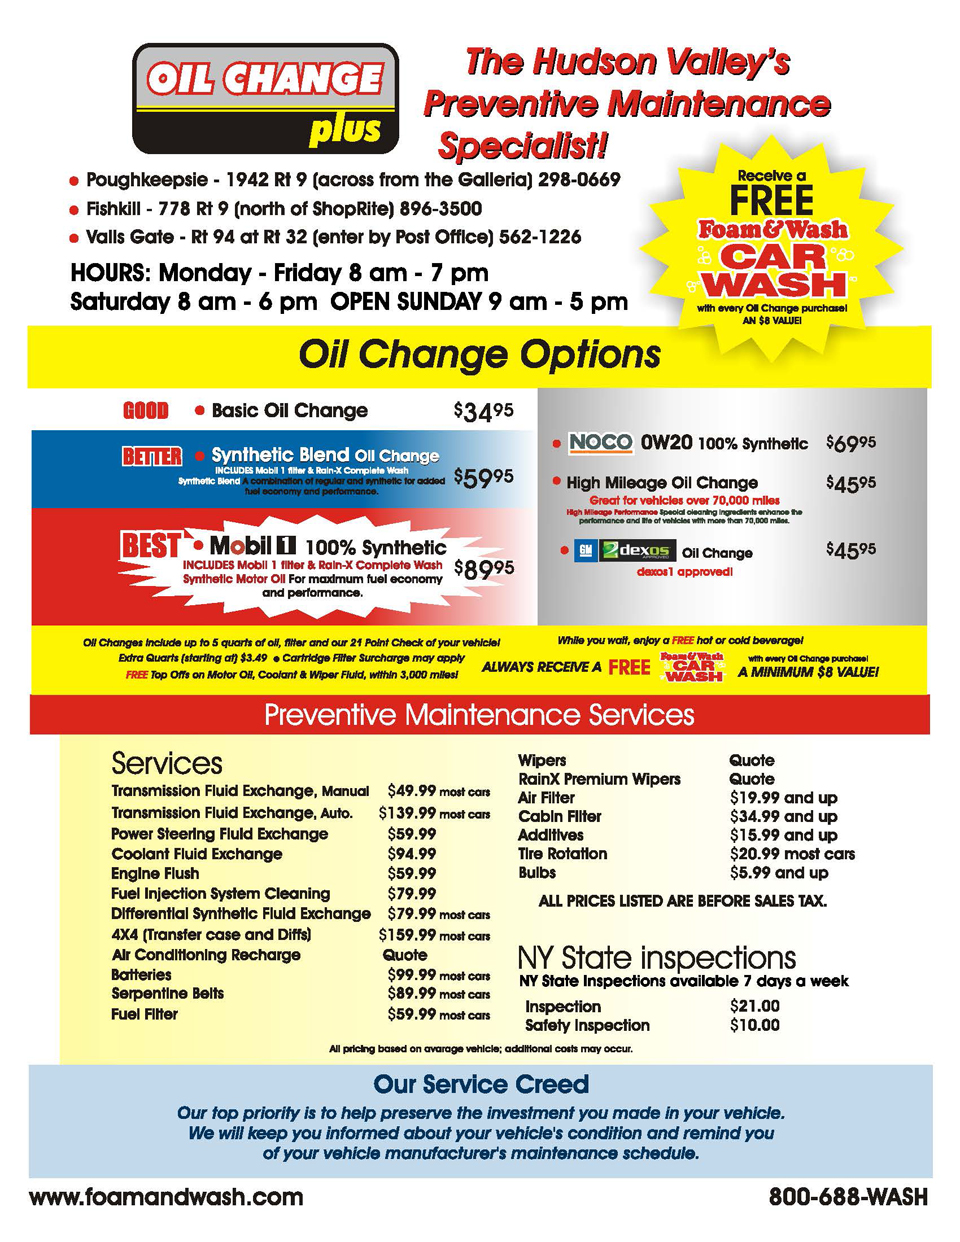 OIL CHANGE
plus
The Hudson Valley's
Preventive Maintenance
Specialist!
• Poughkeepsie - 1942 Rt 9 (across from the Galleria) 298-0669
• Fishkill - 778 Rt 9 (north of ShopRite) 896-3500
• Vails Gate - Rt 94 at Rt 32 (enter by Post Office) 562-1226
HOURS: Monday - Friday 8 am - 7 pm
Saturday 8 am - 6 pm OPEN SUNDAY 9 am - 5 pm
Receive a
FREE
Foam & Wash
CAR
WASH
with every Oil Change purchase!
AN $8 VALUE!
Oil Change Options
GOOD • Basic Oil Change $34 95
BETTER • Synthetic Blend Oil Change
INCLUDES Mobil 1 filter & Rain-X Complete Wash
Synthetic Blend A combination of regular and synthetic for added
fuel economy and performance.
$59 95
BEST • Mobil 1 100% Synthetic
INCLUDES Mobil 1 filter & Rain-X Complete Wash
Synthetic Motor Oil For maximum fuel economy
and performance.
$89 95
• NOCO 0W20 100% Synthetic $69 95
• High Mileage Oil Change $45 95
Great for vehicles over 70,000 miles
High Mileage Performance Special cleaning ingredients enhance the
performance and life of vehicles with more than 70,000 miles.
• GM dexos APPROVED Oil Change $45 95
dexos1 approved!
Oil Changes include up to 5 quarts of oil, filter and our 21 Point Check of your vehicle!
Extra Quarts (starting at) $3.49 • Cartridge Filter Surcharge may apply
FREE Top Offs on Motor Oil, Coolant & Wiper Fluid, within 3,000 miles!
While you wait, enjoy a FREE hot or cold beverage!
ALWAYS RECEIVE A FREE Foam & Wash CAR WASH with every Oil Change purchase!
A MINIMUM $8 VALUE!
Preventive Maintenance Services
Services
Transmission Fluid Exchange, Manual $49.99 most cars
Transmission Fluid Exchange, Auto. $139.99 most cars
Power Steering Fluid Exchange $59.99
Coolant Fluid Exchange $94.99
Engine Flush $59.99
Fuel Injection System Cleaning $79.99
Differential Synthetic Fluid Exchange $79.99 most cars
4X4 (Transfer case and Diffs) $159.99 most cars
Air Conditioning Recharge Quote
Batteries $99.99 most cars
Serpentine Belts $89.99 most cars
Fuel Filter $59.99 most cars
Wipers Quote
RainX Premium Wipers Quote
Air Filter $19.99 and up
Cabin Filter $34.99 and up
Additives $15.99 and up
Tire Rotation $20.99 most cars
Bulbs $5.99 and up
ALL PRICES LISTED ARE BEFORE SALES TAX.
NY State inspections
NY State Inspections available 7 days a week
Inspection $21.00
Safety Inspection $10.00
All pricing based on avarage vehicle; additional costs may occur.
Our Service Creed
Our top priority is to help preserve the investment you made in your vehicle.
We will keep you informed about your vehicle's condition and remind you
of your vehicle manufacturer's maintenance schedule.
www.foamandwash.com 800-688-WASH